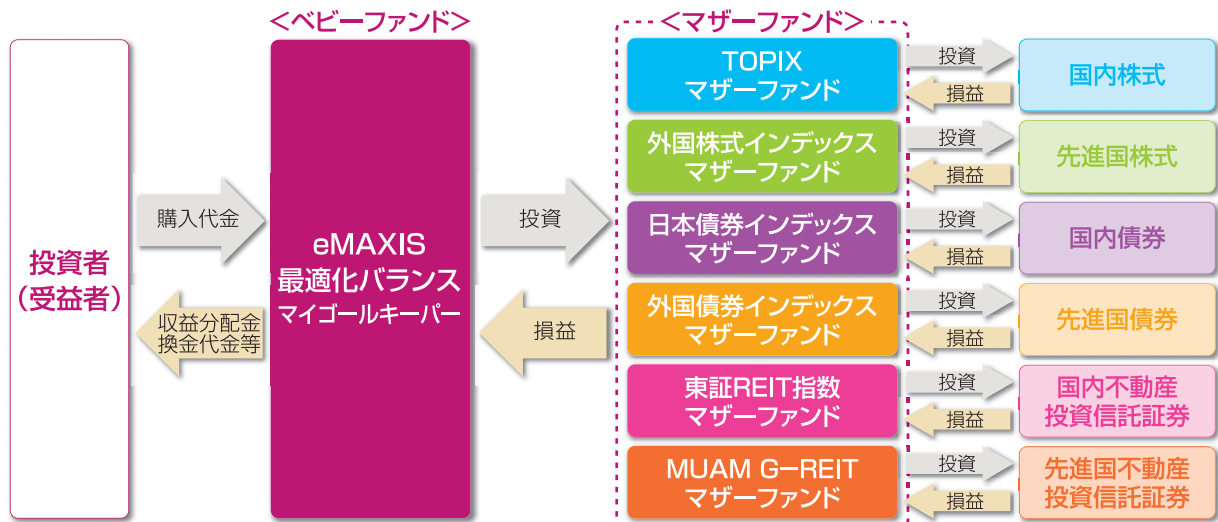 <ベビーファンド>
<マザーファンド>
投資者
(受益者)
購入代金
収益分配金
換金代金等
eMAXIS
最適化バランス
マイゴールキーパー
投資
損益
TOPIX
マザーファンド
投資
損益
国内株式
外国株式インデックス
マザーファンド
投資
損益
先進国株式
日本債券インデックス
マザーファンド
投資
損益
国内債券
外国債券インデックス
マザーファンド
投資
損益
先進国債券
東証REIT指数
マザーファンド
投資
損益
国内不動産
投資信託証券
MUAM G-REIT
マザーファンド
投資
損益
先進国不動産
投資信託証券